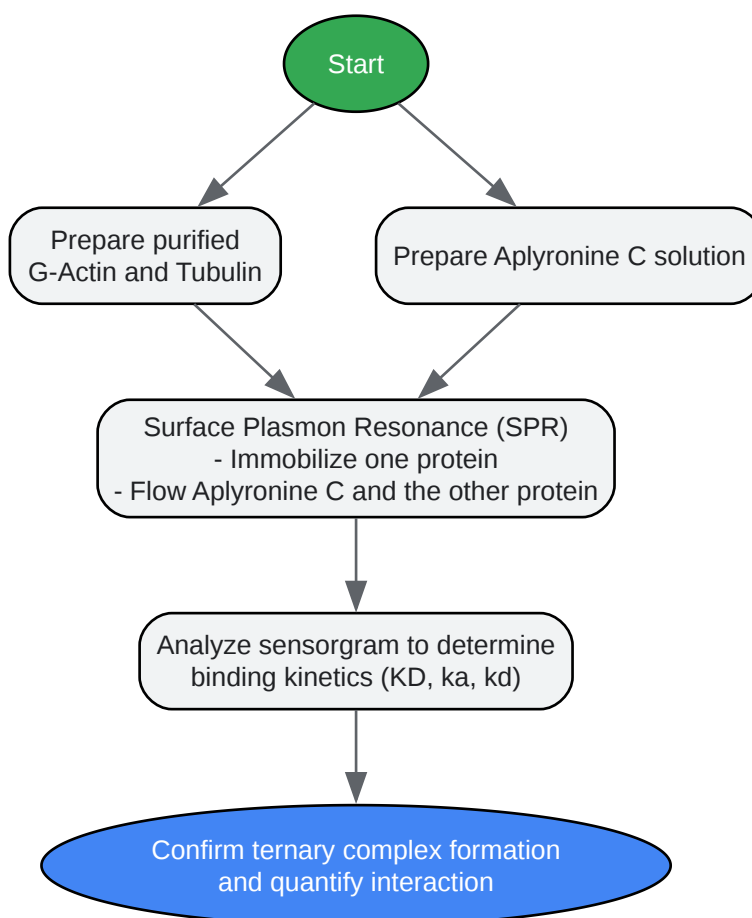 Start
Prepare purified
G-Actin and Tubulin
Prepare Aplyronine C solution
Surface Plasmon Resonance (SPR)
- Immobilize one protein
- Flow Aplyronine C and the other protein
Analyze sensorgram to determine
binding kinetics (KD, ka, kd)
Confirm ternary complex formation
and quantify interaction